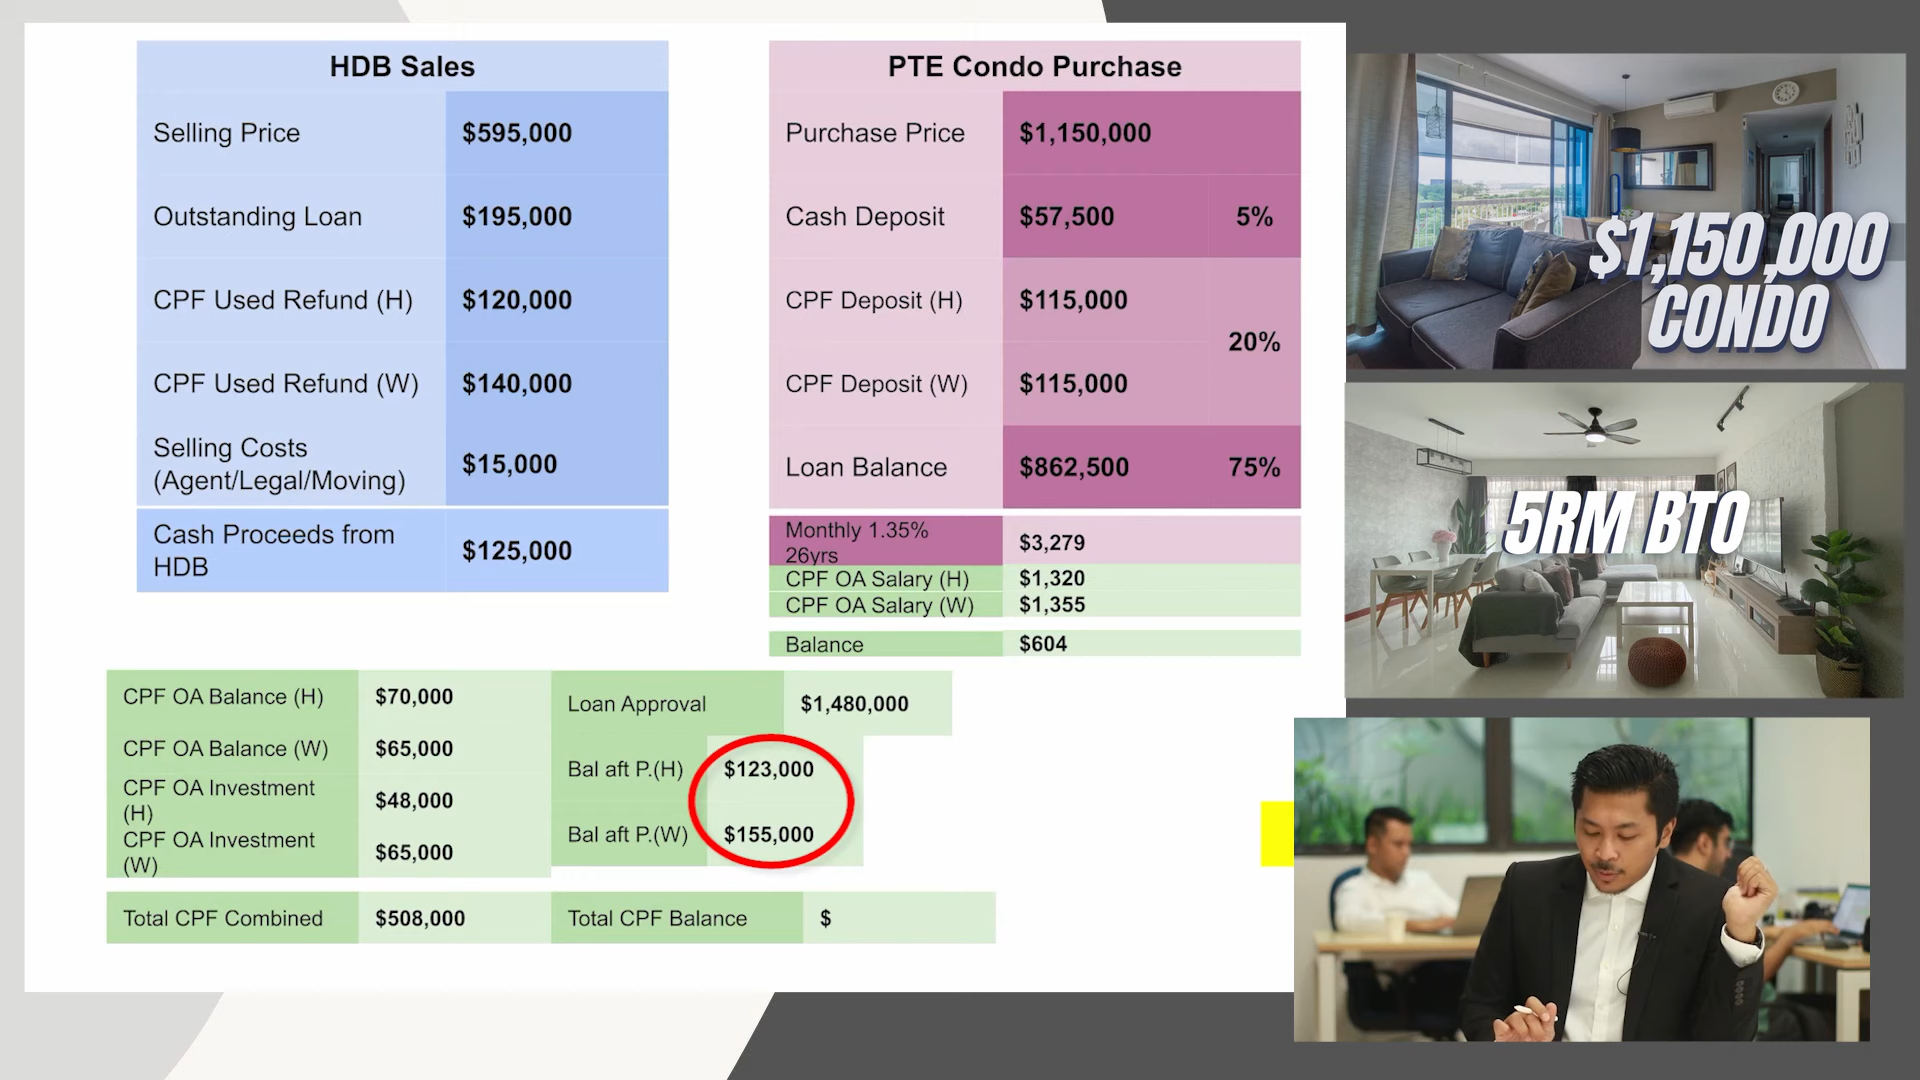 HDB Sales
Selling Price $595,000
Outstanding Loan $195,000
CPF Used Refund (H) $120,000
CPF Used Refund (W) $140,000
Selling Costs
(Agent/Legal/Moving) $15,000
Cash Proceeds from
HDB $125,000
PTE Condo Purchase
Purchase Price $1,150,000
Cash Deposit $57,500 5%
CPF Deposit (H) $115,000
20%
CPF Deposit (W) $115,000
Loan Balance $862,500 75%
Monthly 1.35%
26yrs $3,279
CPF OA Salary (H) $1,320
CPF OA Salary (W) $1,355
Balance $604
CPF OA Balance (H) $70,000
CPF OA Balance (W) $65,000
CPF OA Investment
(H) $48,000
CPF OA Investment
(W) $65,000
Loan Approval $1,480,000
Bal aft P.(H) $123,000
Bal aft P.(W) $155,000
Total CPF Combined $508,000
Total CPF Balance $
$1,150,000
CONDO
5RM BTO